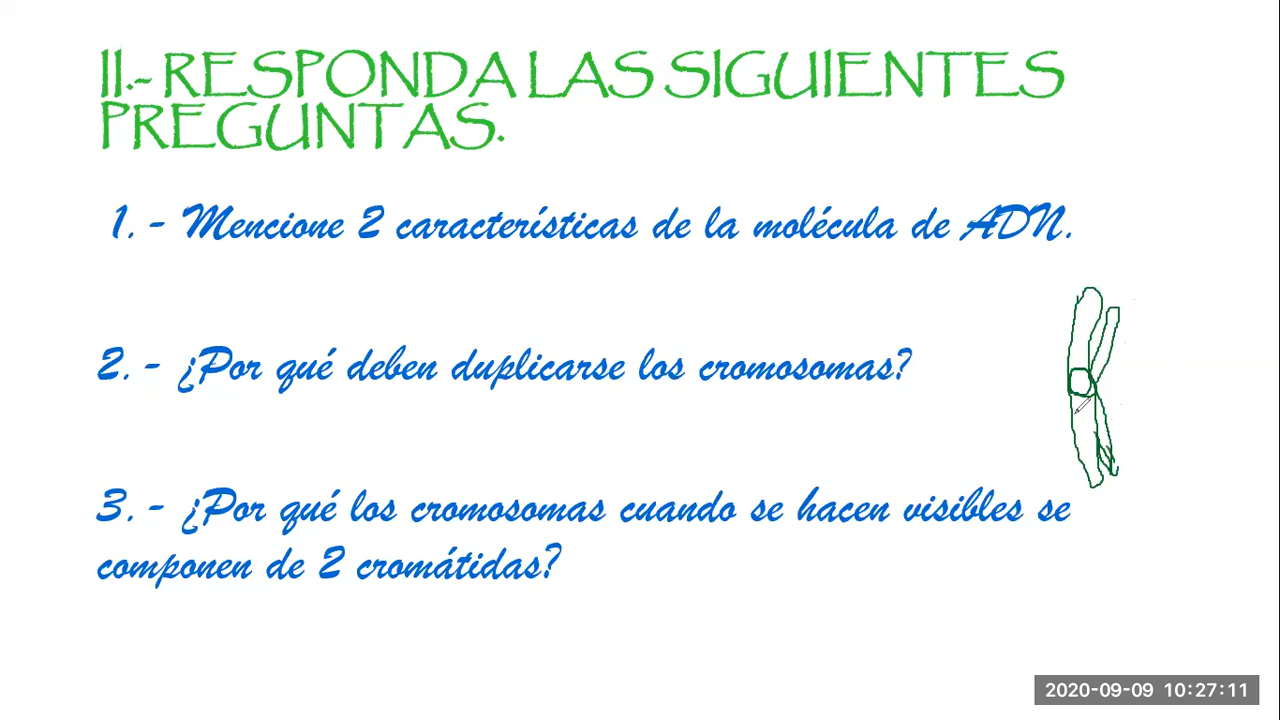 II.- RESPONDA LAS SIGUIENTES
PREGUNTAS.
1.- Mencione 2 características de la molécula de ADN.
2.- ¿Por qué deben duplicarse los cromosomas?
3.- ¿Por qué los cromosomas cuando se hacen visibles se
componen de 2 cromátidas?
2020-09-09 10:27:11